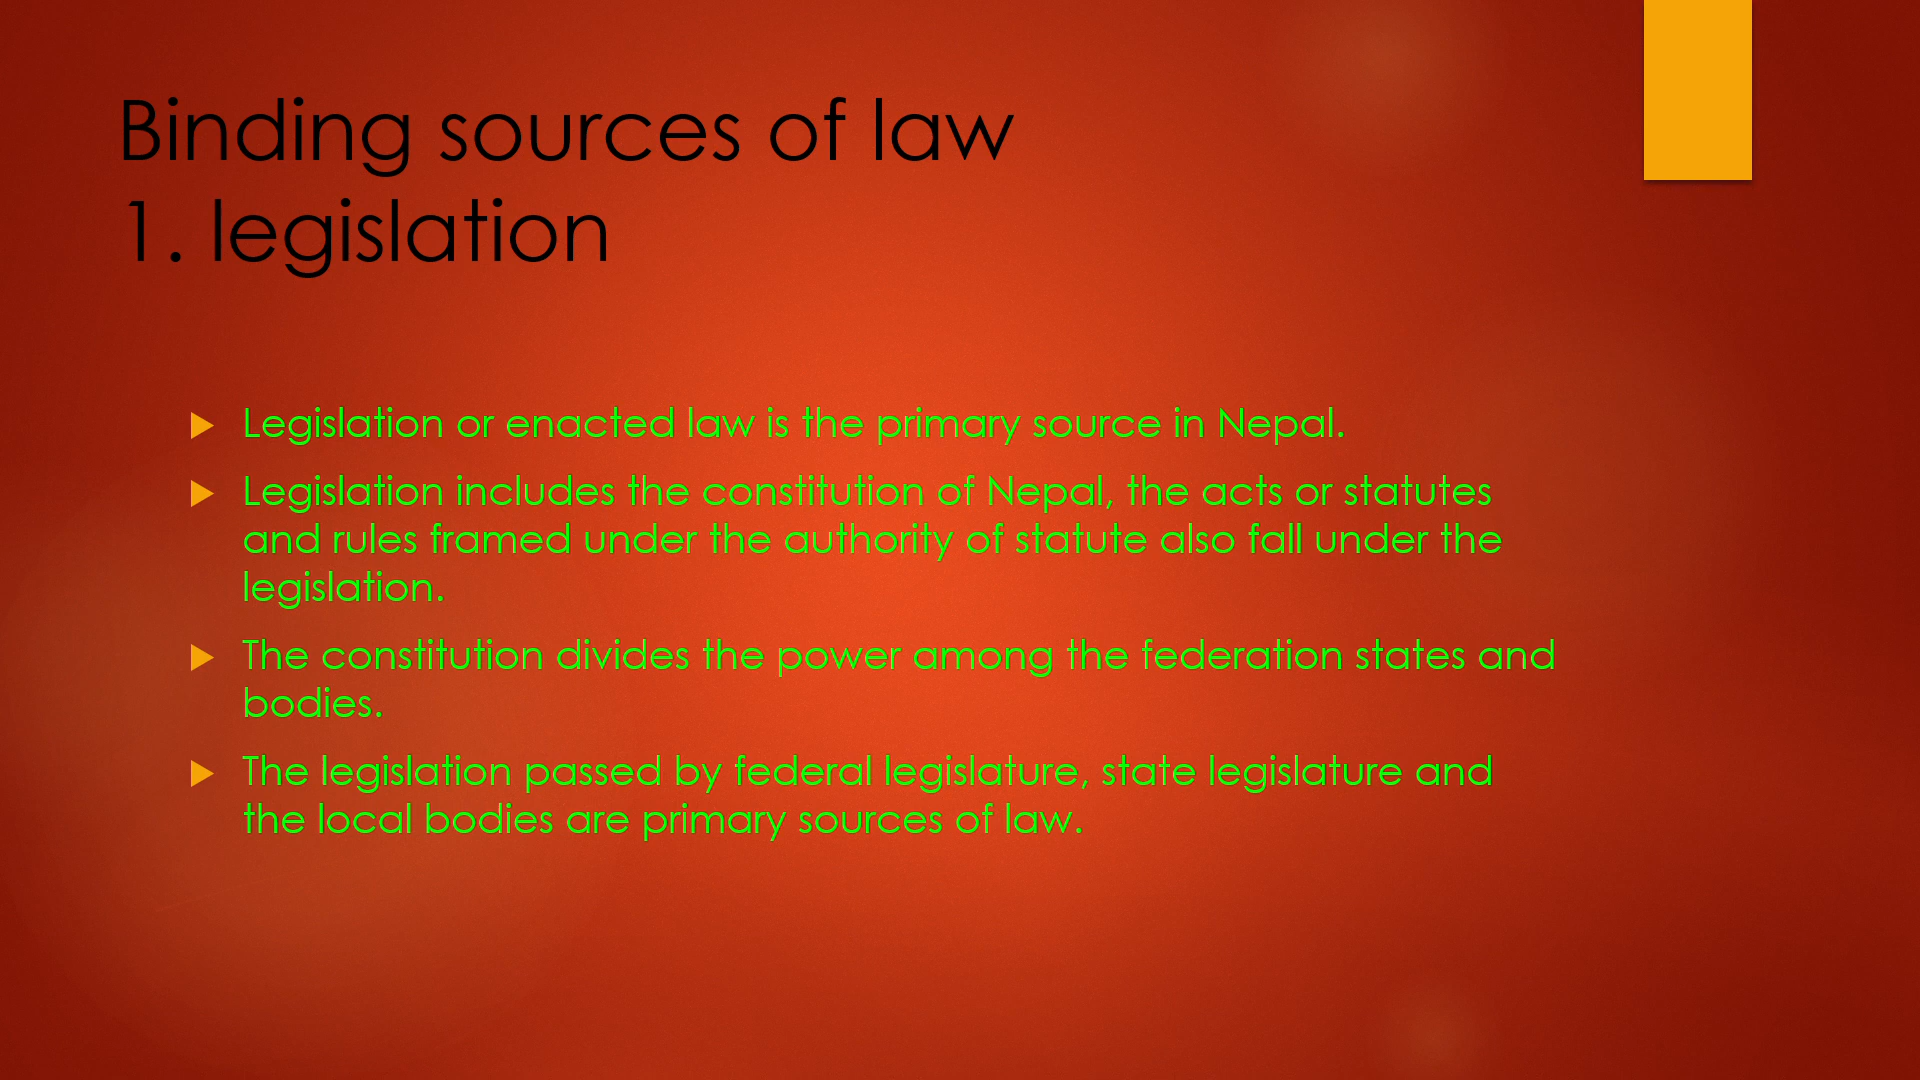 Binding sources of law
1. legislation
Legislation or enacted law is the primary source in Nepal.
Legislation includes the constitution of Nepal, the acts or statutes
and rules framed under the authority of statute also fall under the
legislation.
The constitution divides the power among the federation states and
bodies.
The legislation passed by federal legislature, state legislature and
the local bodies are primary sources of law.